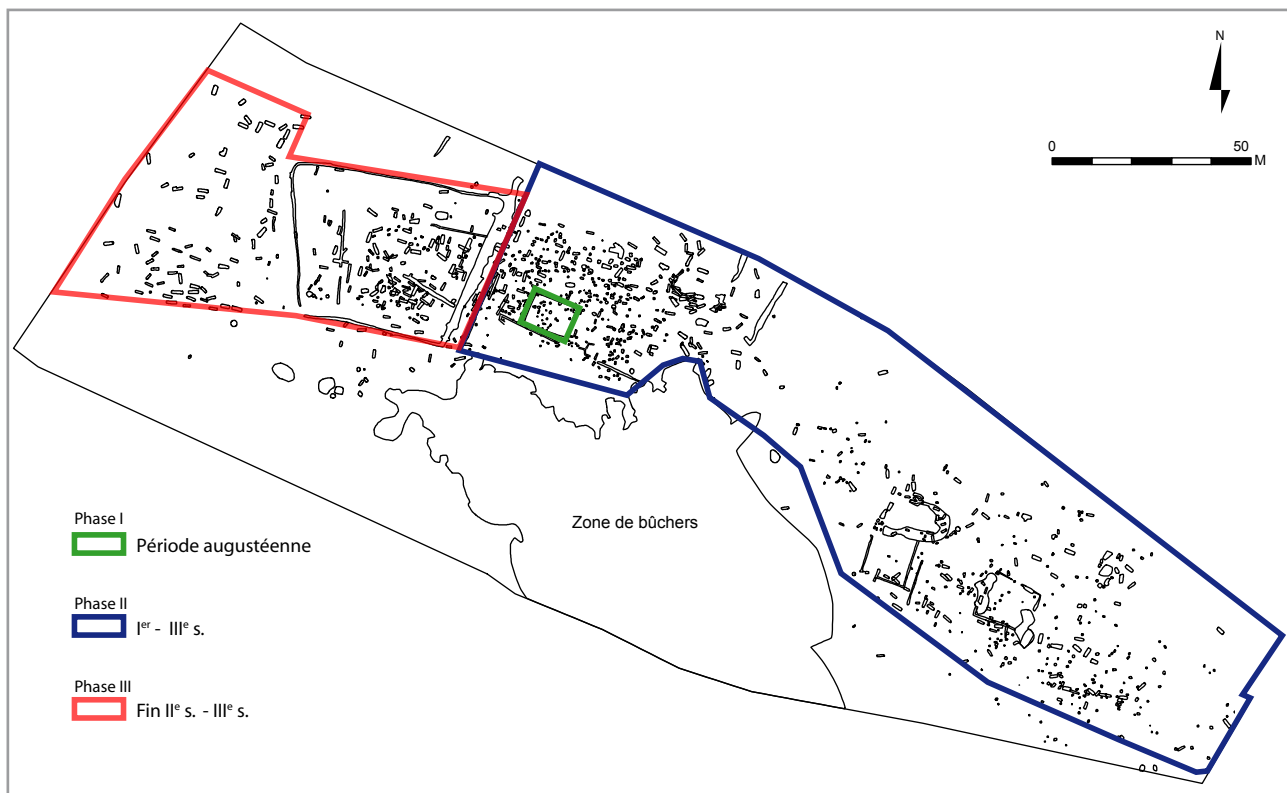 N
0 50
M
Zone de bûchers
Phase I
Période augustéenne
Phase II
Ier - IIIe s.
Phase III
Fin IIe s. - IIIe s.